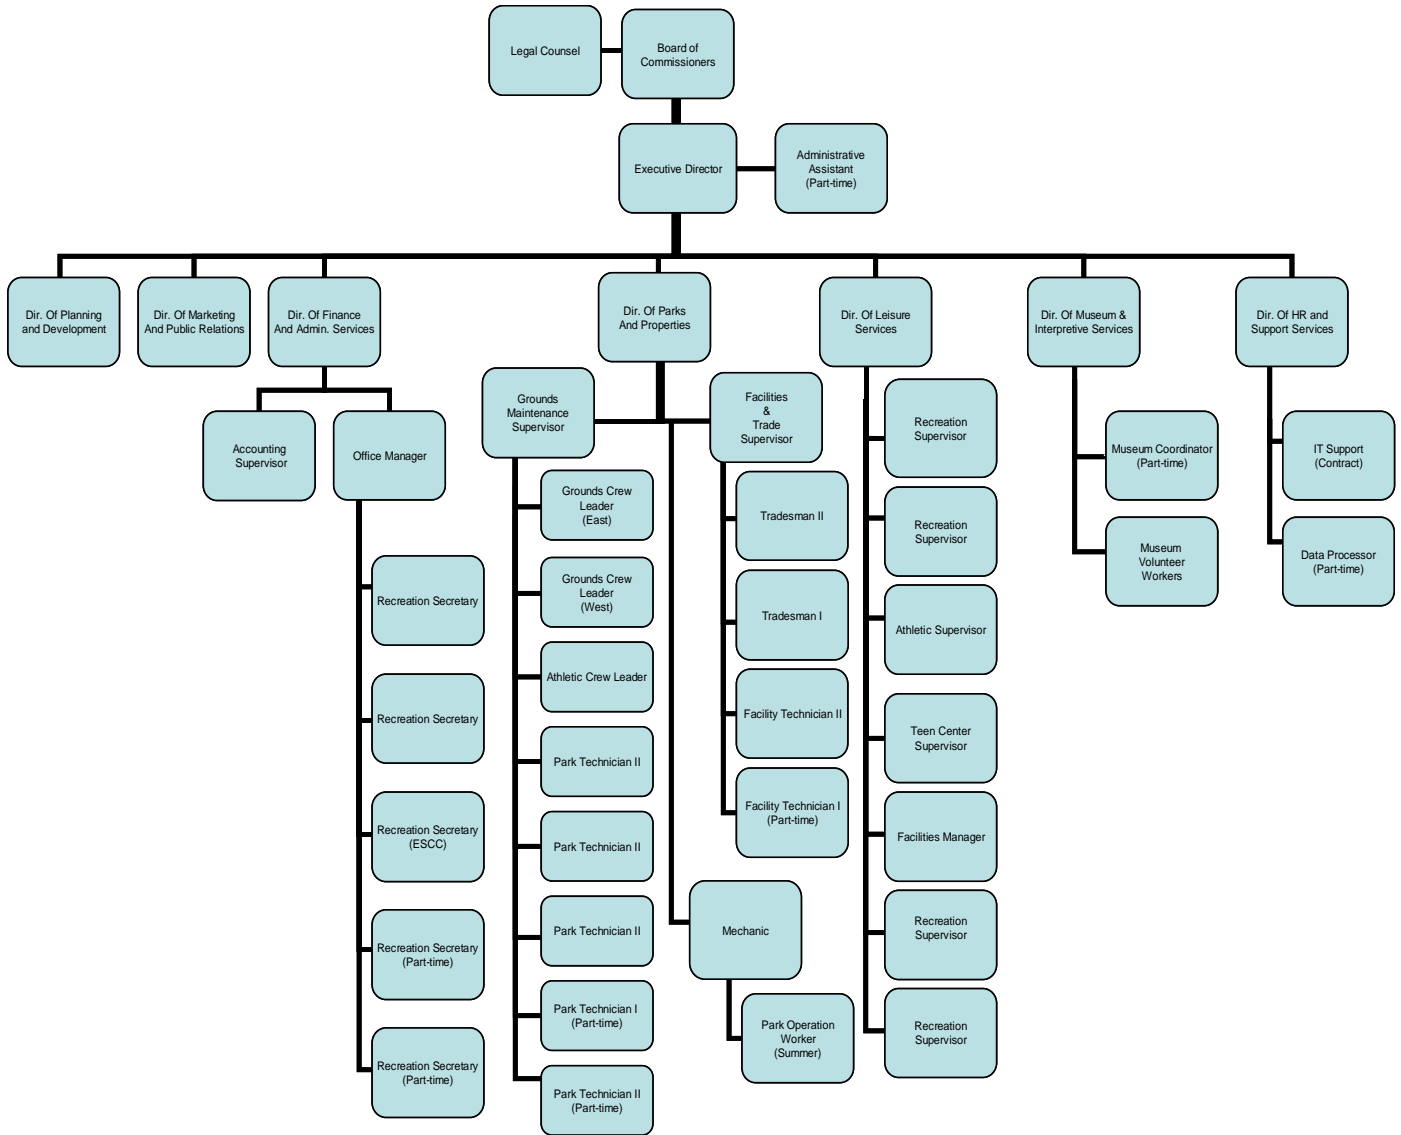 Legal Counsel
Board of
Commissioners
Executive Director
Administrative
Assistant
(Part-time)
Dir. Of Planning
and Development
Dir. Of Marketing
And Public Relations
Dir. Of Finance
And Admin. Services
Dir. Of Parks
And Properties
Dir. Of Leisure
Services
Dir. Of Museum &
Interpretive Services
Dir. Of HR and
Support Services
Accounting
Supervisor
Office Manager
Recreation Secretary
Recreation Secretary
Recreation Secretary
(ESCC)
Recreation Secretary
(Part-time)
Recreation Secretary
(Part-time)
Grounds
Maintenance
Supervisor
Grounds Crew
Leader
(East)
Grounds Crew
Leader
(West)
Athletic Crew Leader
Park Technician II
Park Technician II
Park Technician II
Park Technician I
(Part-time)
Park Technician II
(Part-time)
Facilities
&
Trade
Supervisor
Tradesman II
Tradesman I
Facility Technician II
Facility Technician I
(Part-time)
Mechanic
Park Operation
Worker
(Summer)
Recreation
Supervisor
Recreation
Supervisor
Athletic Supervisor
Teen Center
Supervisor
Facilities Manager
Recreation
Supervisor
Recreation
Supervisor
Museum Coordinator
(Part-time)
Museum
Volunteer
Workers
IT Support
(Contract)
Data Processor
(Part-time)